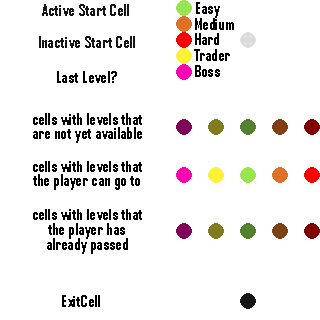 Active Start Cell
Easy
Medium
Inactive Start Cell
Hard
Trader
Last Level?
Boss
cells with levels that
are not yet available
cells with levels that
the player can go to
cells with levels that
the player has
already passed
ExitCell